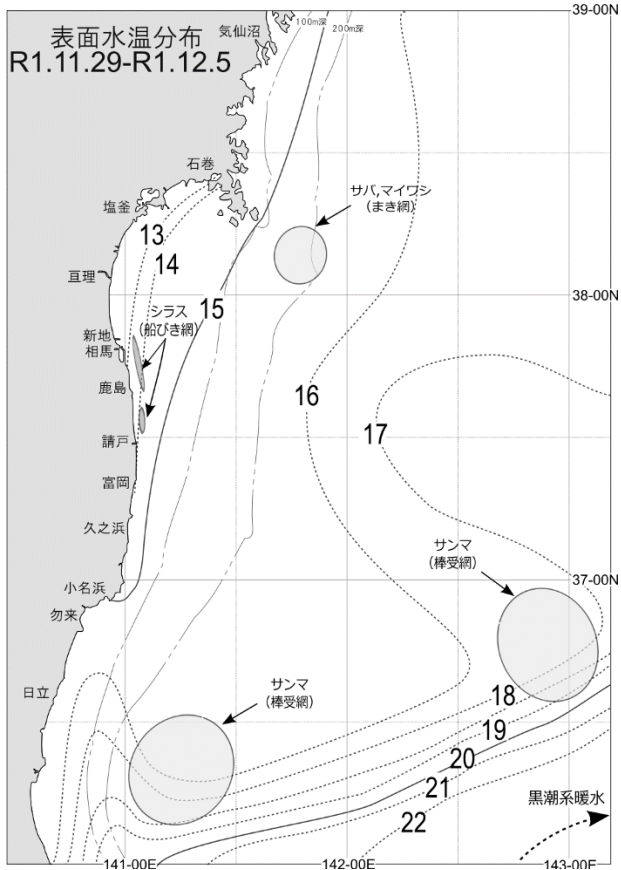 39-00N
表面水温分布
R1.11.29-R1.12.5
気仙沼
100m深
200m深
石巻
塩釜
サバ,マイワシ
(まき網)
13
14
亘理
38-00N
15
シラス
(船びき網)
新地
相馬
鹿島
16
17
請戸
富岡
久之浜
サンマ
(棒受網)
37-00N
小名浜
勿来
日立
サンマ
(棒受網)
18
19
20
21
22
黒潮系暖水
141-00E
142-00E
143-00E